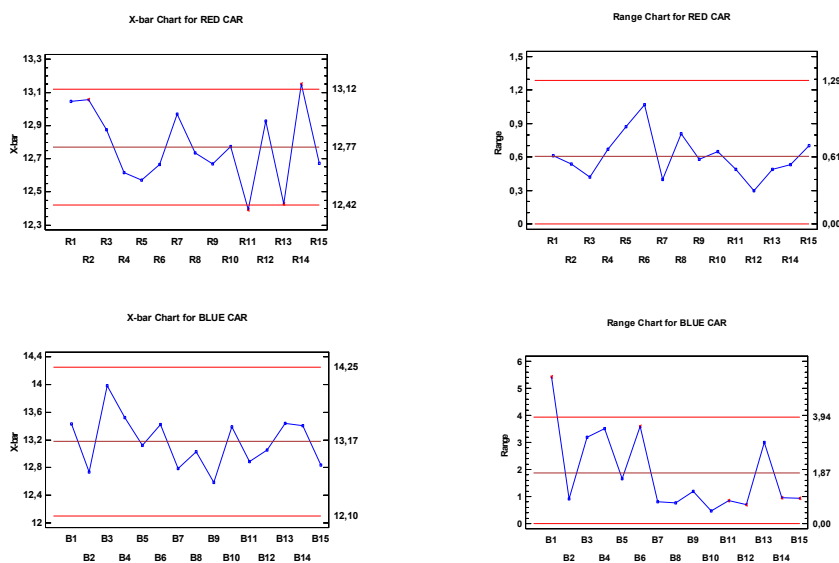 X-bar Chart for RED CAR
X-bar
13,3
13,1
12,9
12,7
12,5
12,3
13,12
12,77
12,42
R1 R3 R5 R7 R9 R11 R13 R15
R2 R4 R6 R8 R10 R12 R14
Range Chart for RED CAR
Range
1,5
1,2
0,9
0,6
0,3
0
1,29
0,61
0,00
R1 R3 R5 R7 R9 R11 R13 R15
R2 R4 R6 R8 R10 R12 R14
X-bar Chart for BLUE CAR
X-bar
14,4
14
13,6
13,2
12,8
12,4
12
14,25
13,17
12,10
B1 B3 B5 B7 B9 B11 B13 B15
B2 B4 B6 B8 B10 B12 B14
Range Chart for BLUE CAR
Range
6
5
4
3
2
1
0
3,94
1,87
0,00
B1 B3 B5 B7 B9 B11 B13 B15
B2 B4 B6 B8 B10 B12 B14